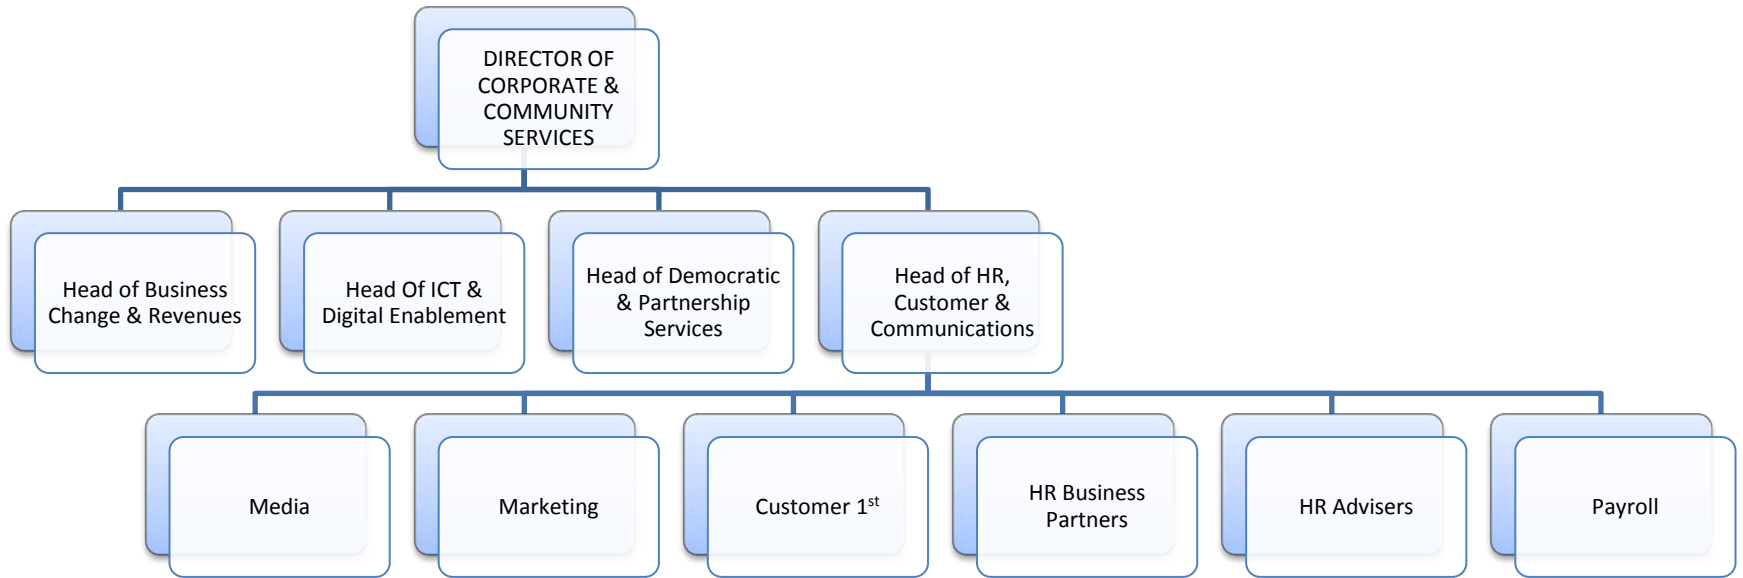 DIRECTOR OF
CORPORATE &
COMMUNITY
SERVICES
Head of Business
Change & Revenues
Head Of ICT &
Digital Enablement
Head of Democratic
& Partnership
Services
Head of HR,
Customer &
Communications
Media
Marketing
Customer 1st
HR Business
Partners
HR Advisers
Payroll